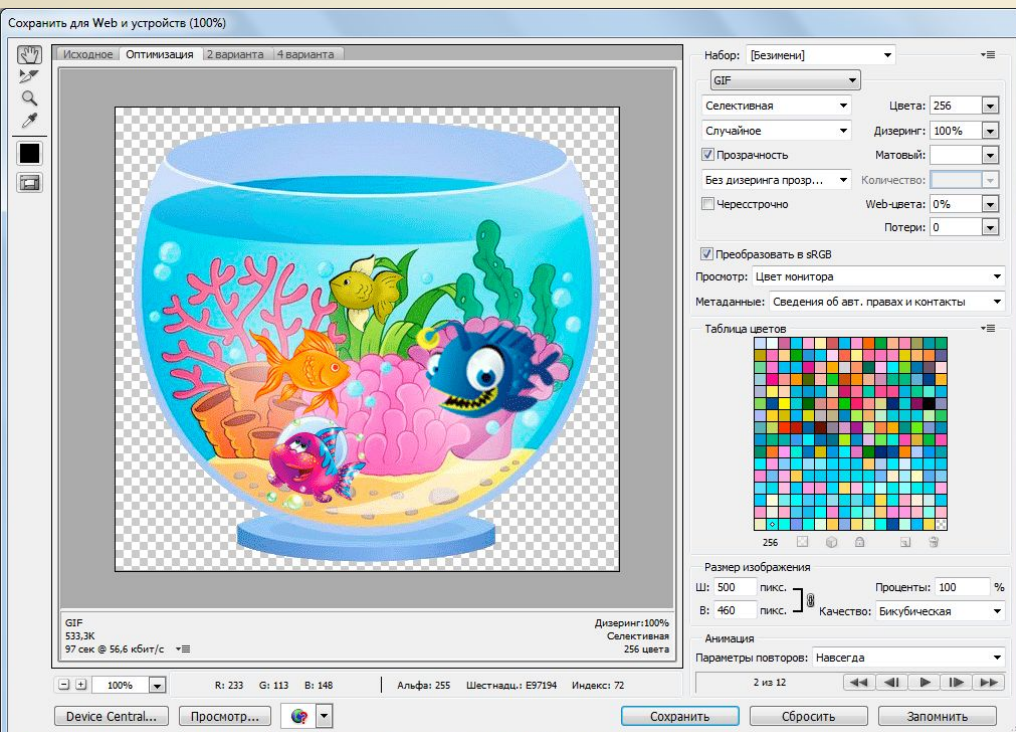 Сохранить для Web и устройств (100%)
Исходное Оптимизация 2 варианта 4 варианта
Набор: [Безимени]
GIF
Селективная Цвета: 256
Случайное Дизеринг: 100%
Прозрачность Матовый:
Без дизеринга прозр... Количество:
Чересстрочно Web-цвета: 0%
Потери: 0
Преобразовать в sRGB
Просмотр: Цвет монитора
Метаданные: Сведения об авт. правах и контакты
Таблица цветов
256
Размер изображения
Ш: 500 пикс. Проценты: 100 %
В: 460 пикс. Качество: Бикубическая
Анимация
Параметры повторов: Навсегда
2 из 12
GIF Дизеринг:100%
533,3K Селективная
97 сек @ 56,6 кбит/с 256 цвета
100% R: 233 G: 113 B: 148 Альфа: 255 Шестнадц.: E97194 Индекс: 72
Device Central... Просмотр... Сохранить Сбросить Запомнить